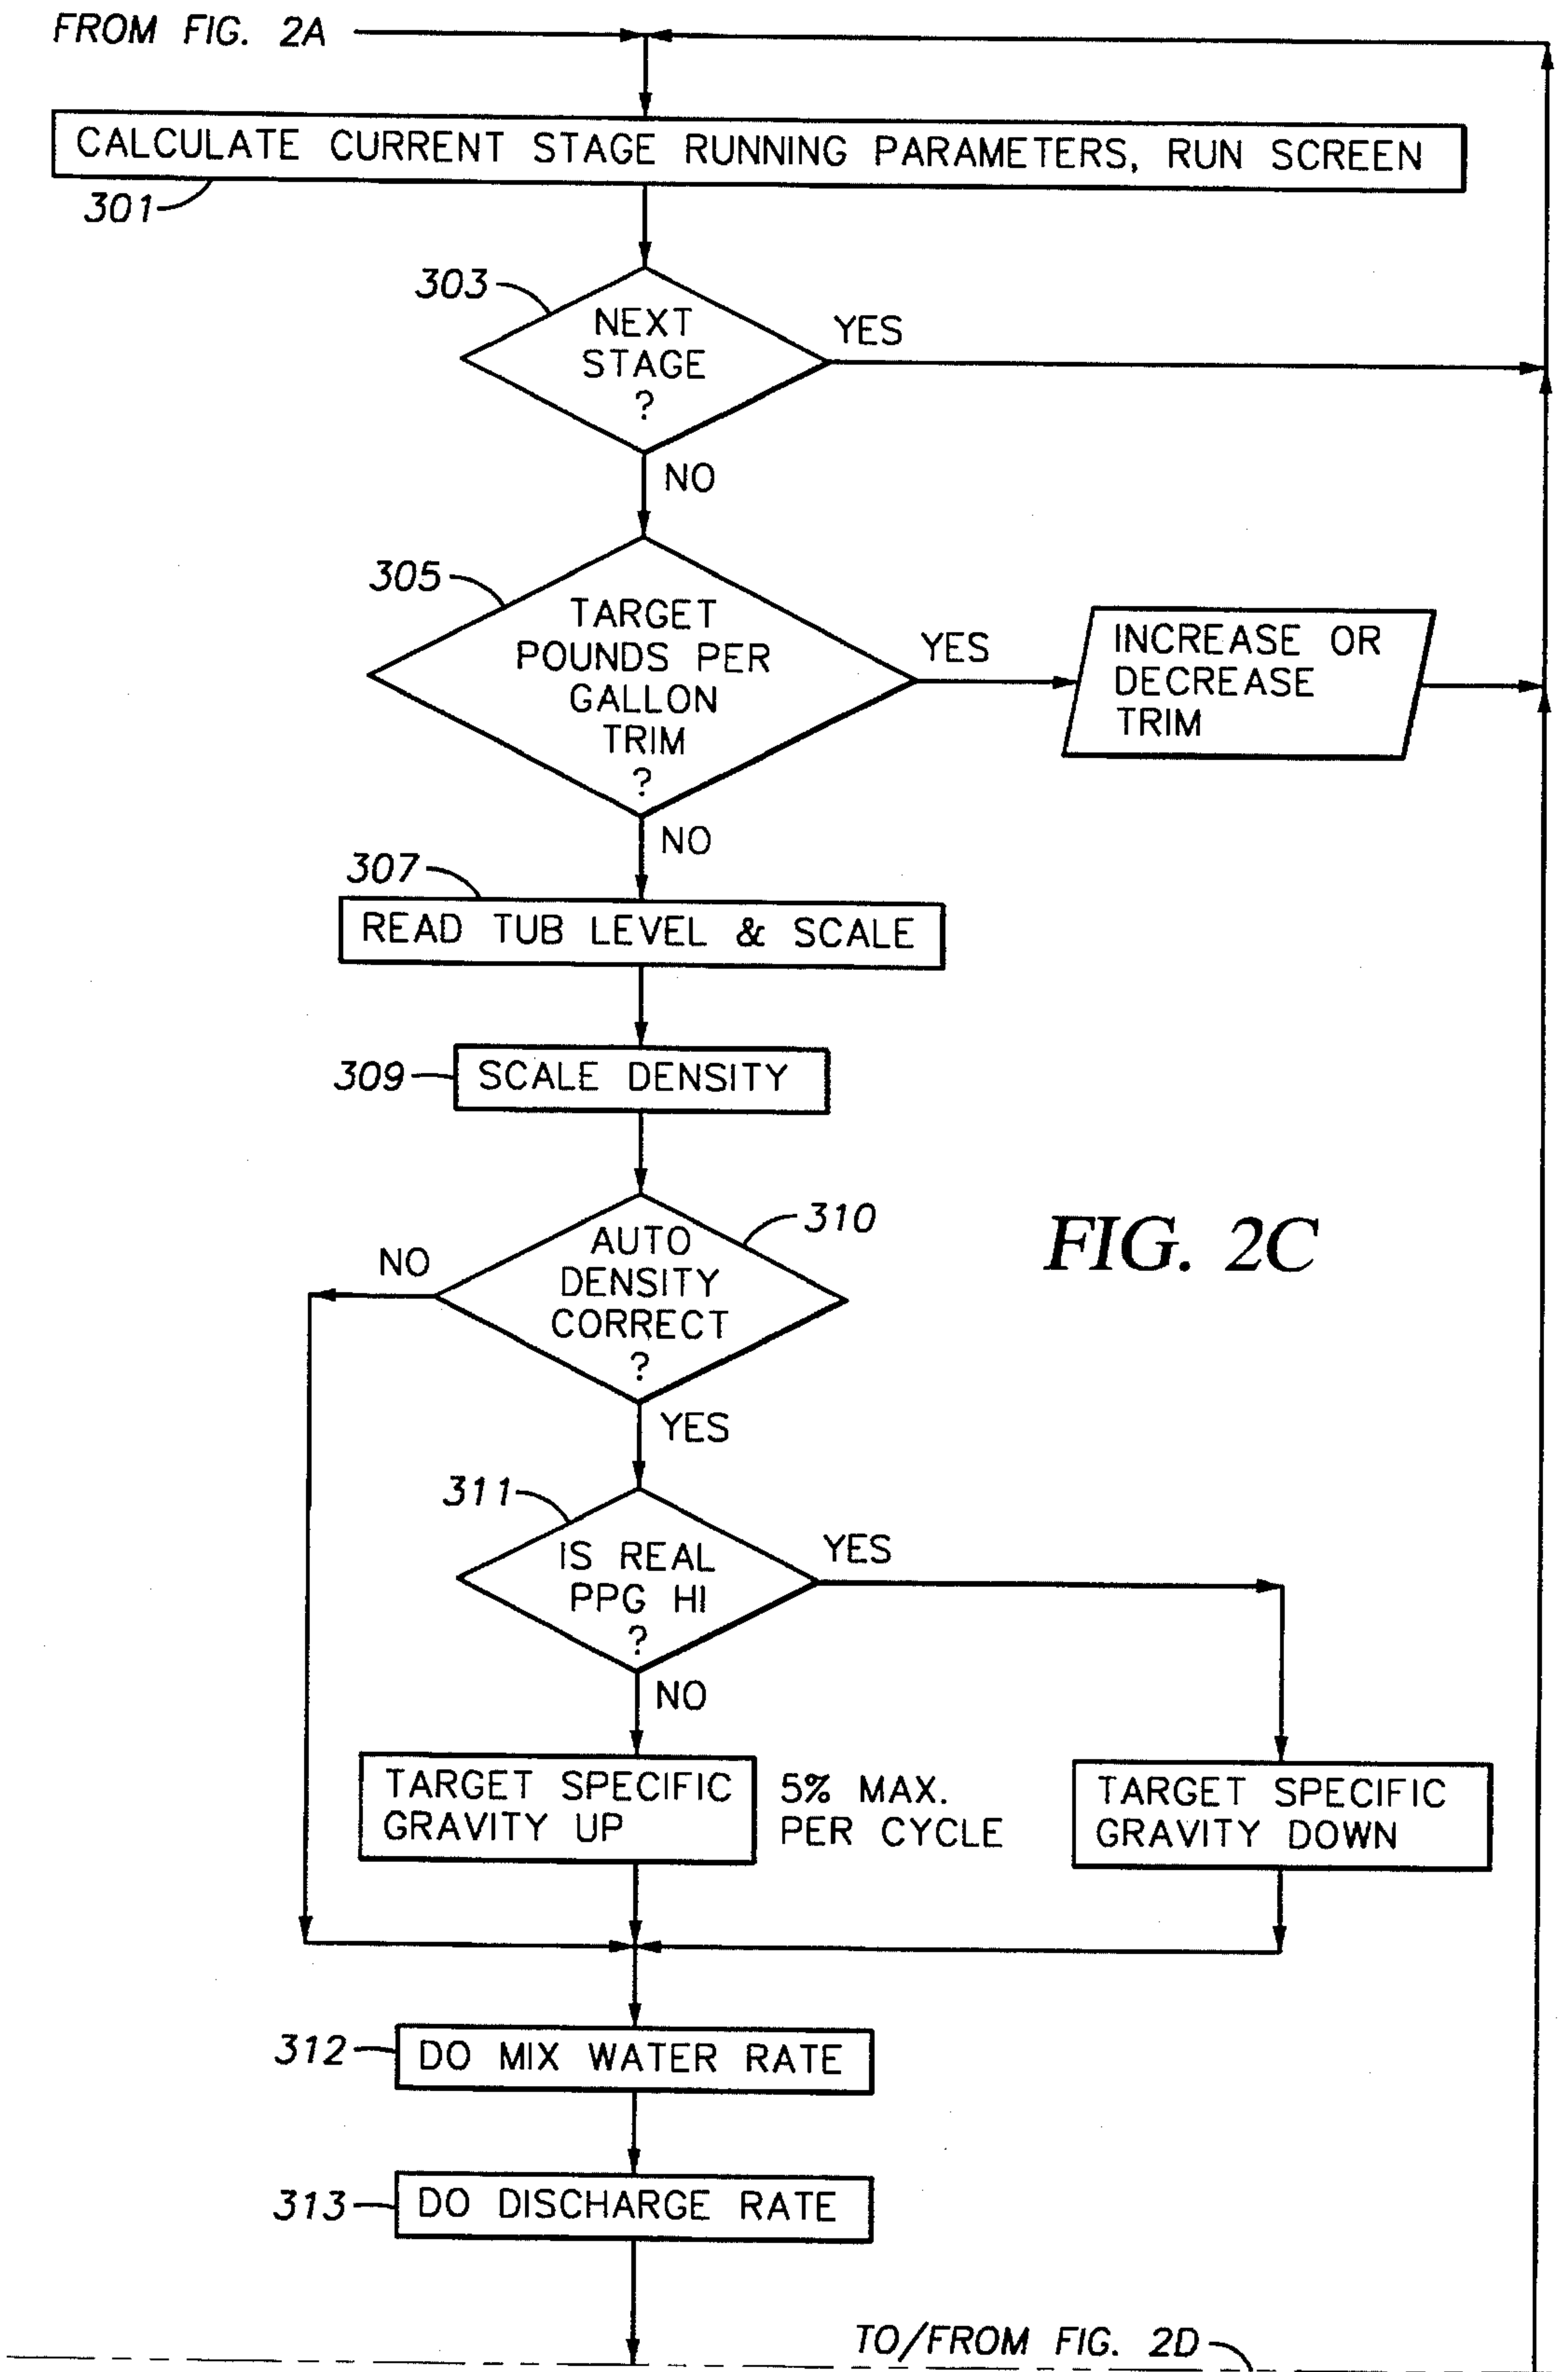 FROM FIG. 2A
CALCULATE CURRENT STAGE RUNNING PARAMETERS, RUN SCREEN
301
303
NEXT
STAGE
?
YES
NO
305
TARGET
POUNDS PER
GALLON
TRIM
?
YES
INCREASE OR
DECREASE
TRIM
NO
307
READ TUB LEVEL & SCALE
309
SCALE DENSITY
310
AUTO
DENSITY
CORRECT
?
NO
FIG. 2C
YES
311
IS REAL
PPG HI
?
YES
NO
TARGET SPECIFIC
GRAVITY UP
5% MAX.
PER CYCLE
TARGET SPECIFIC
GRAVITY DOWN
312
DO MIX WATER RATE
313
DO DISCHARGE RATE
TO/FROM FIG. 2D